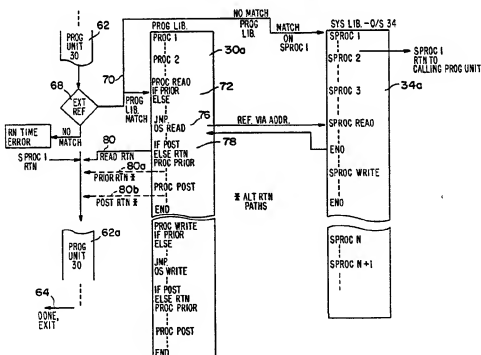 62
PROG
UNIT
30
68
EXT
REF
NO
MATCH
RN TIME
ERROR
SPROC 1
RTN
62a
PROG
UNIT
30
64
DONE,
EXIT
70
PROG
LIB.
MATCH
80
READ RTN
80a
PRIOR RTN *
80b
POST RTN *
PROG LIB.
PROC 1
30a
PROC 2
PROC READ
IF PRIOR
ELSE
72
76
JMP
OS READ
IF POST
ELSE RTN
PROC PRIOR
78
PROC POST
END
PROC WRITE
IF PRIOR
ELSE
JMP
OS WRITE
IF POST
ELSE RTN
PROC PRIOR
PROC POST
END
NO MATCH
PROG
LIB.
MATCH
ON
SPROC 1
REF. VIA ADDR.
* ALT RTN
PATHS
SYS LIB.-O/S 34
SPROC 1
SPROC 2
SPROC 3
SPROC READ
END
SPROC WRITE
END
SPROC N
SPROC N+1
SPROC 1
RTN TO
CALLING PROG UNIT
34a